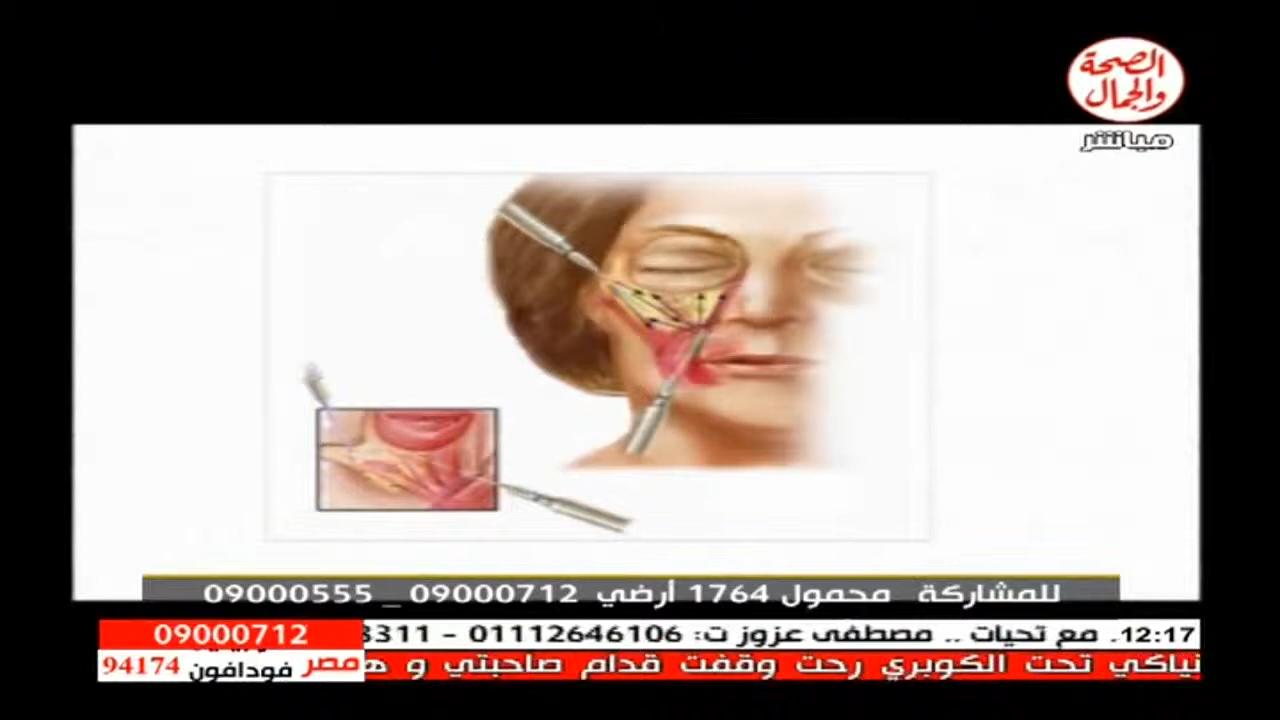 الصحة
والجمال
مباشر
للمشاركة محمول 1764 أرضي 09000712 _ 09000555
12:17. مع تحيات .. مصطفى عزوز ت: 01112646106 - 3311
09000712
تحت الكوبري رحت وقفت قدام صاحبتي و
مصر فودافون 94174